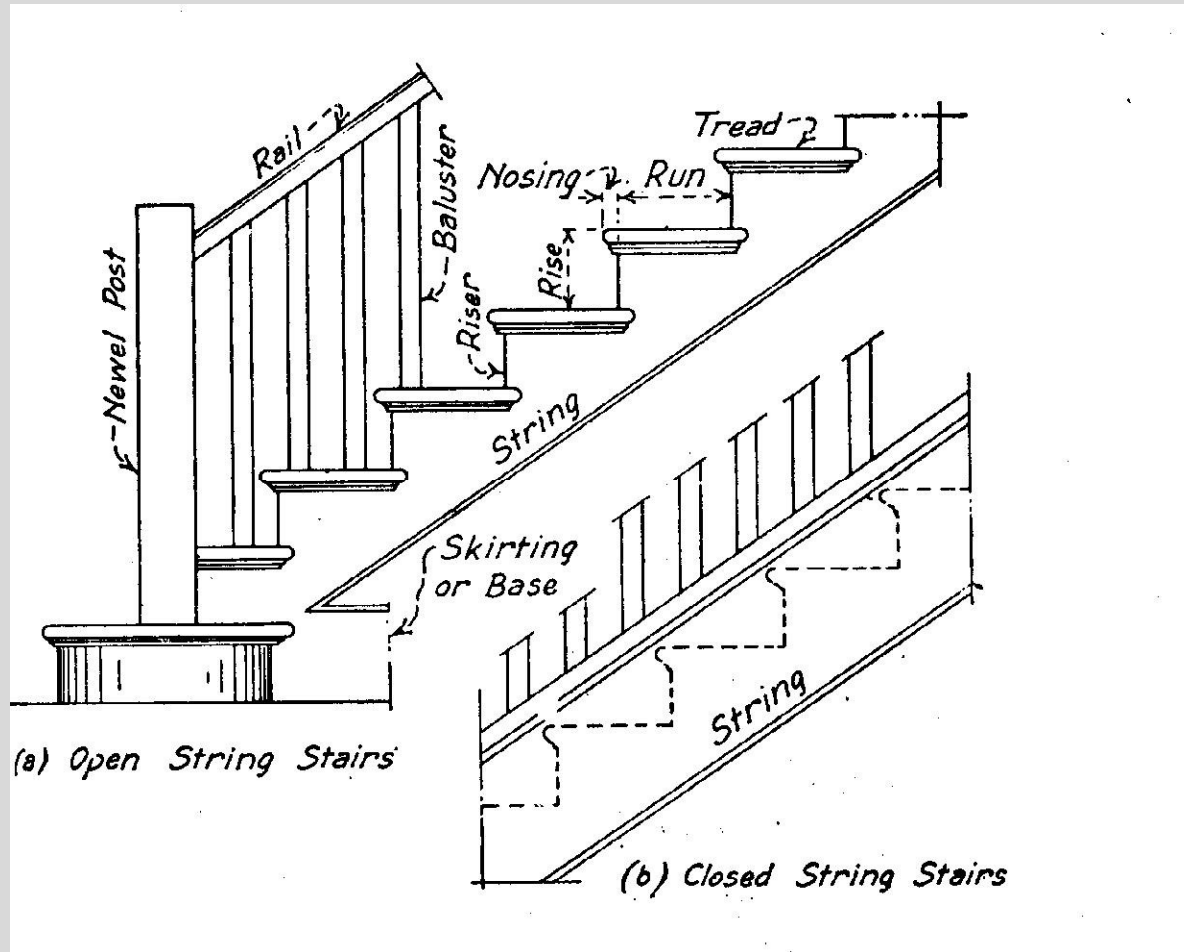 Rail
Baluster
Newel Post
Riser
Rise
Nosing
Run
Tread
String
Skirting
or Base
(a) Open String Stairs
String
(b) Closed String Stairs